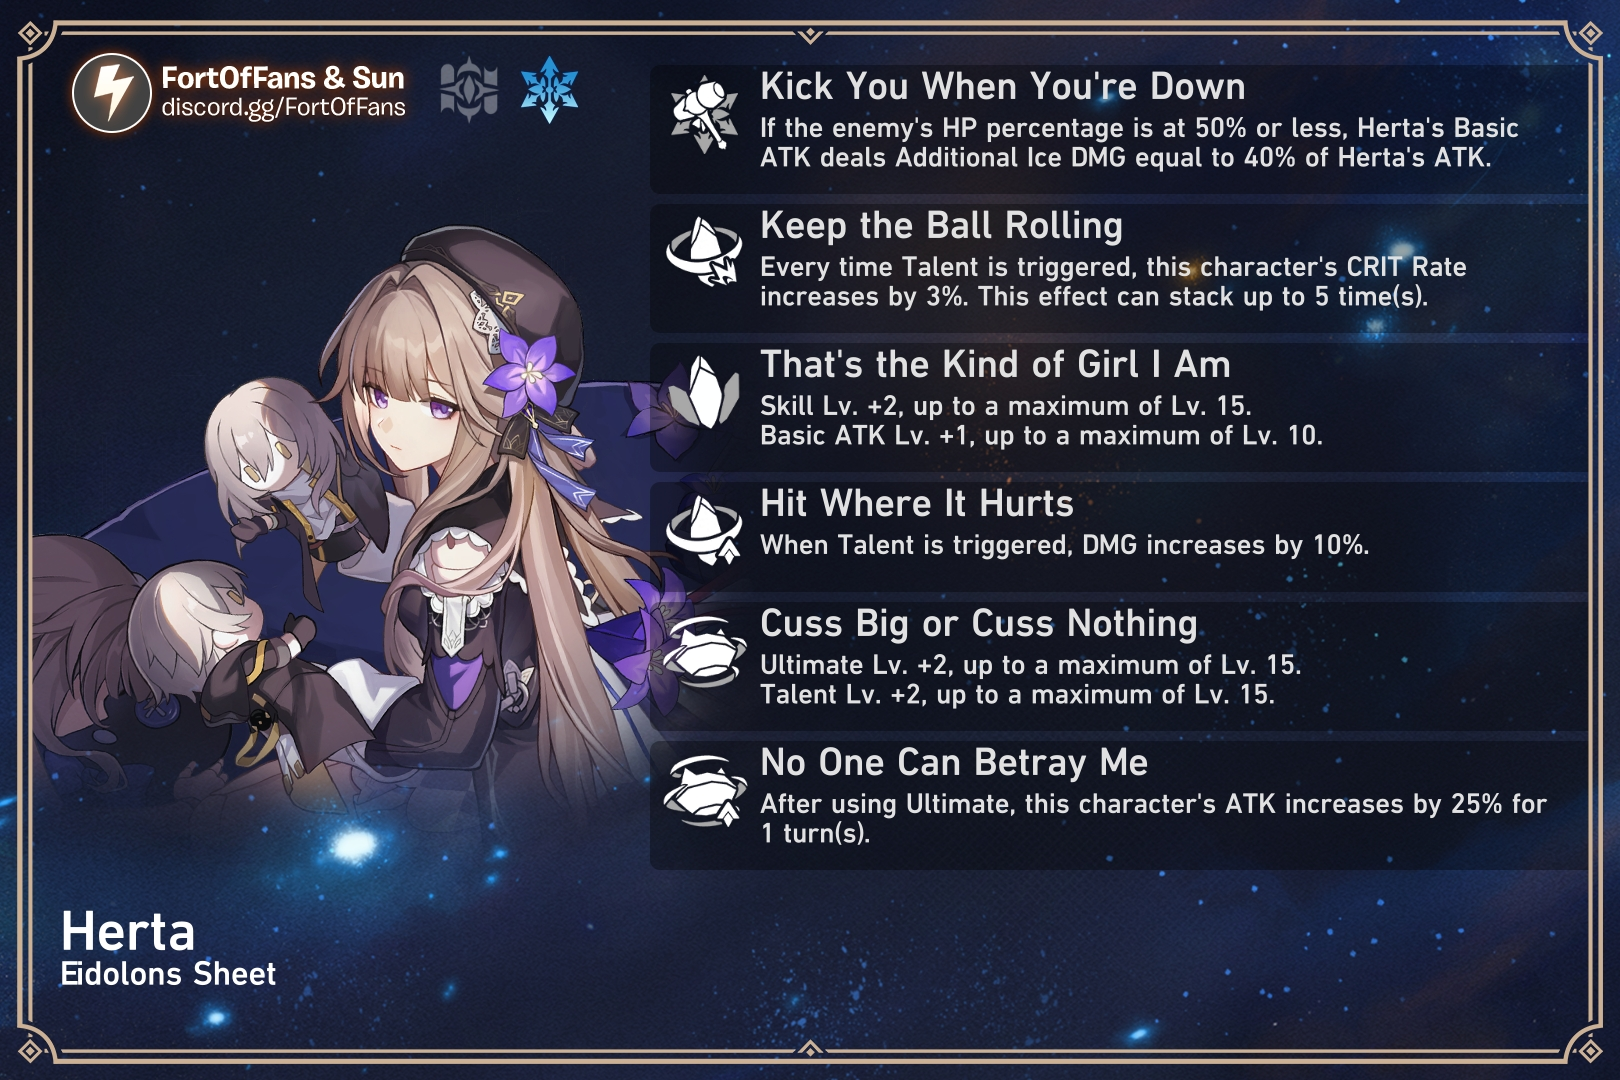 FortOfFans & Sun
discord.gg/FortOfFans
Kick You When You're Down
If the enemy's HP percentage is at 50% or less, Herta's Basic
ATK deals Additional Ice DMG equal to 40% of Herta's ATK.
Keep the Ball Rolling
Every time Talent is triggered, this character's CRIT Rate
increases by 3%. This effect can stack up to 5 time(s).
That's the Kind of Girl I Am
Skill Lv. +2, up to a maximum of Lv. 15.
Basic ATK Lv. +1, up to a maximum of Lv. 10.
Hit Where It Hurts
When Talent is triggered, DMG increases by 10%.
Cuss Big or Cuss Nothing
Ultimate Lv. +2, up to a maximum of Lv. 15.
Talent Lv. +2, up to a maximum of Lv. 15.
No One Can Betray Me
After using Ultimate, this character's ATK increases by 25% for
1 turn(s).
Herta
Eidolons Sheet